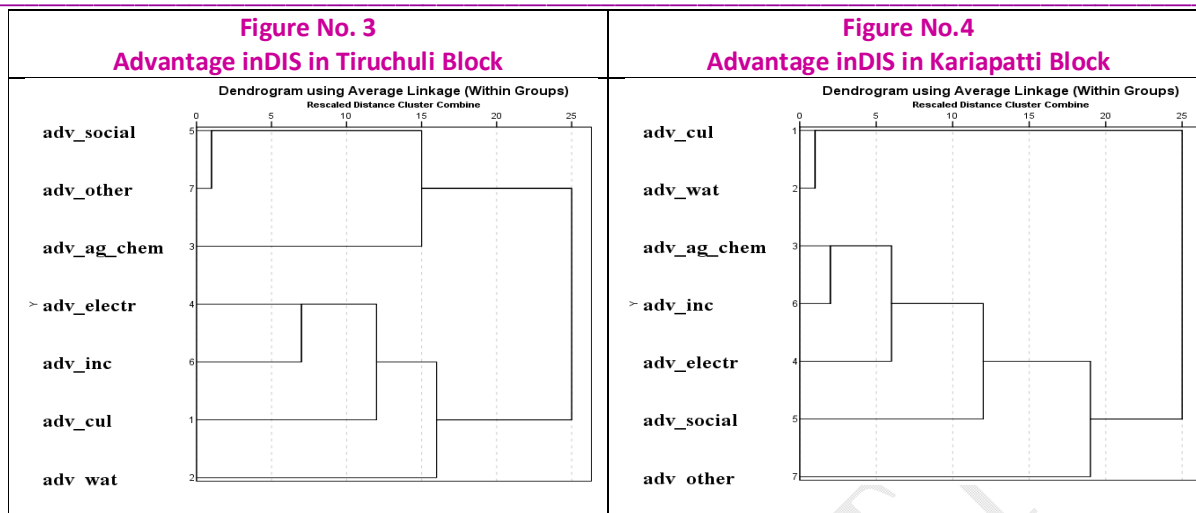 Figure No. 3
Advantage inDIS in Tiruchuli Block
Dendrogram using Average Linkage (Within Groups)
Rescaled Distance Cluster Combine
0 5 10 15 20 25
adv_social 5
adv_other 7
adv_ag_chem 3
Y adv_electr 4
adv_inc 6
adv_cul 1
adv_wat 2
Figure No.4
Advantage inDIS in Kariapatti Block
Dendrogram using Average Linkage (Within Groups)
Rescaled Distance Cluster Combine
0 5 10 15 20 25
adv_cul 1
adv_wat 2
adv_ag_chem 3
Y adv_inc 6
adv_electr 4
adv_social 5
adv_other 7